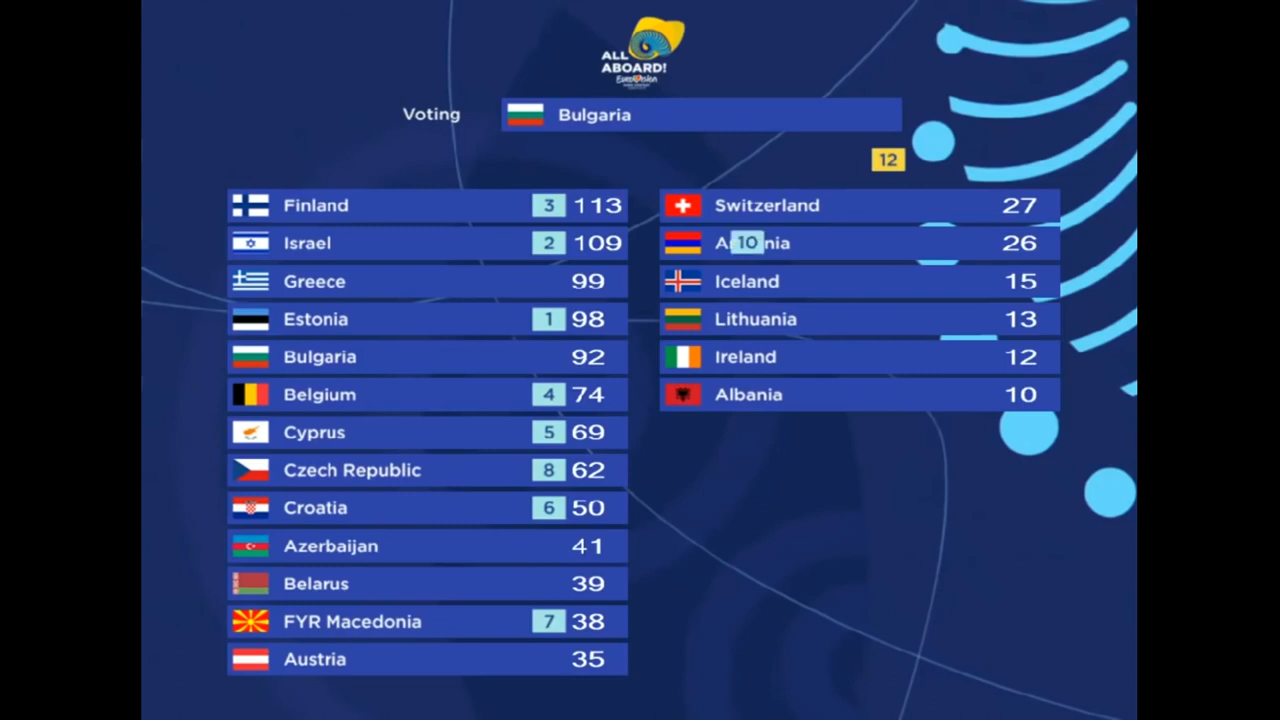 ALL
ABOARD!
EUROVISION
Voting Bulgaria
12
Finland 3 113
Israel 2 109
Greece 99
Estonia 1 98
Bulgaria 92
Belgium 4 74
Cyprus 5 69
Czech Republic 8 62
Croatia 6 50
Azerbaijan 41
Belarus 39
FYR Macedonia 7 38
Austria 35
Switzerland 27
10 26
Iceland 15
Lithuania 13
Ireland 12
Albania 10